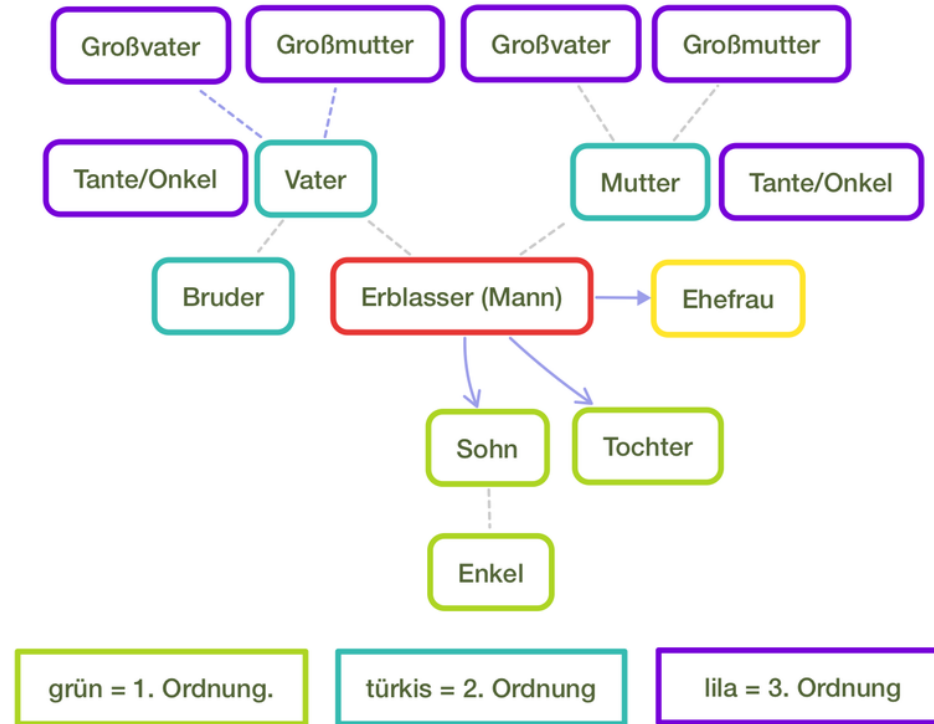 Großvater
Großmutter
Großvater
Großmutter
Tante/Onkel
Vater
Mutter
Tante/Onkel
Bruder
Erblasser (Mann)
Ehefrau
Sohn
Tochter
Enkel
grün = 1. Ordnung.
türkis = 2. Ordnung
lila = 3. Ordnung